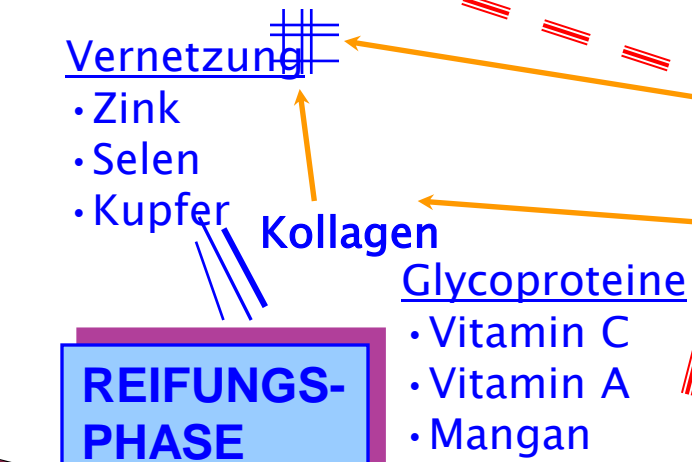 Vernetzung
•Zink
•Selen
•Kupfer
Kollagen
Glycoproteine
•Vitamin C
•Vitamin A
•Mangan
REIFUNGS-
PHASE